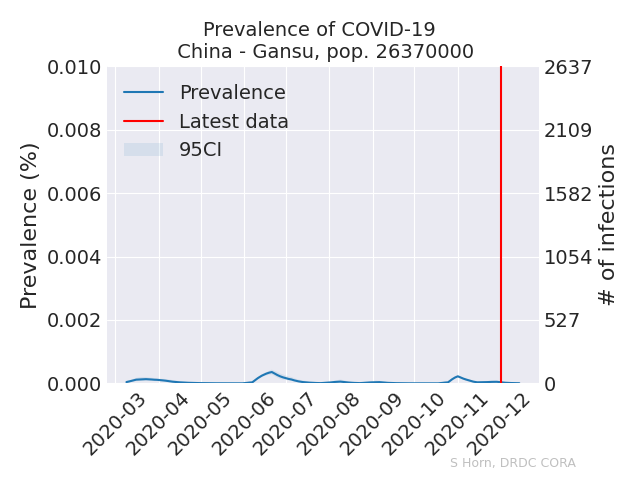 Prevalence of COVID-19
China - Gansu, pop. 26370000
Prevalence
Latest data
95CI
Prevalence (%)
0.010
0.008
0.006
0.004
0.002
0.000
2637
2109
1582
1054
527
0
# of infections
2020-03
2020-04
2020-05
2020-06
2020-07
2020-08
2020-09
2020-10
2020-11
2020-12
S Horn, DRDC CORA